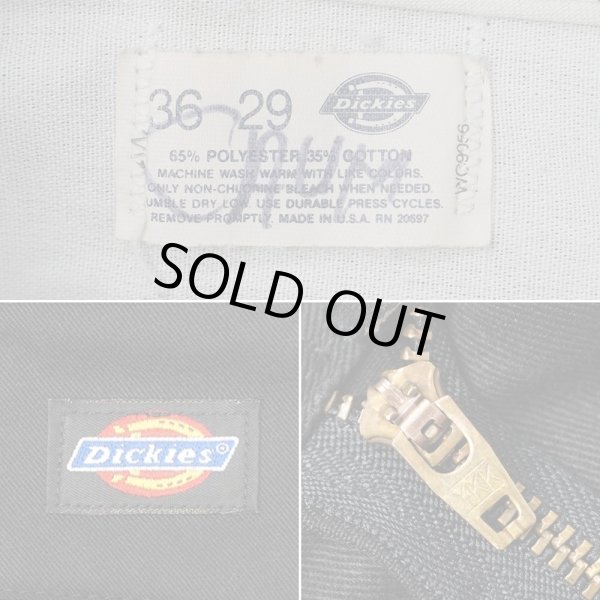 36 29
Dickies
65% POLYESTER 35% COTTON
MACHINE WASH WARM WITH LIKE COLORS.
ONLY NON-CHLORINE BLEACH WHEN NEEDED.
TUMBLE DRY LOW. USE DURABLE PRESS CYCLES.
REMOVE PROMPTLY. MADE IN U.S.A. RN 20697
SOLD OUT
Dickies®
YKK